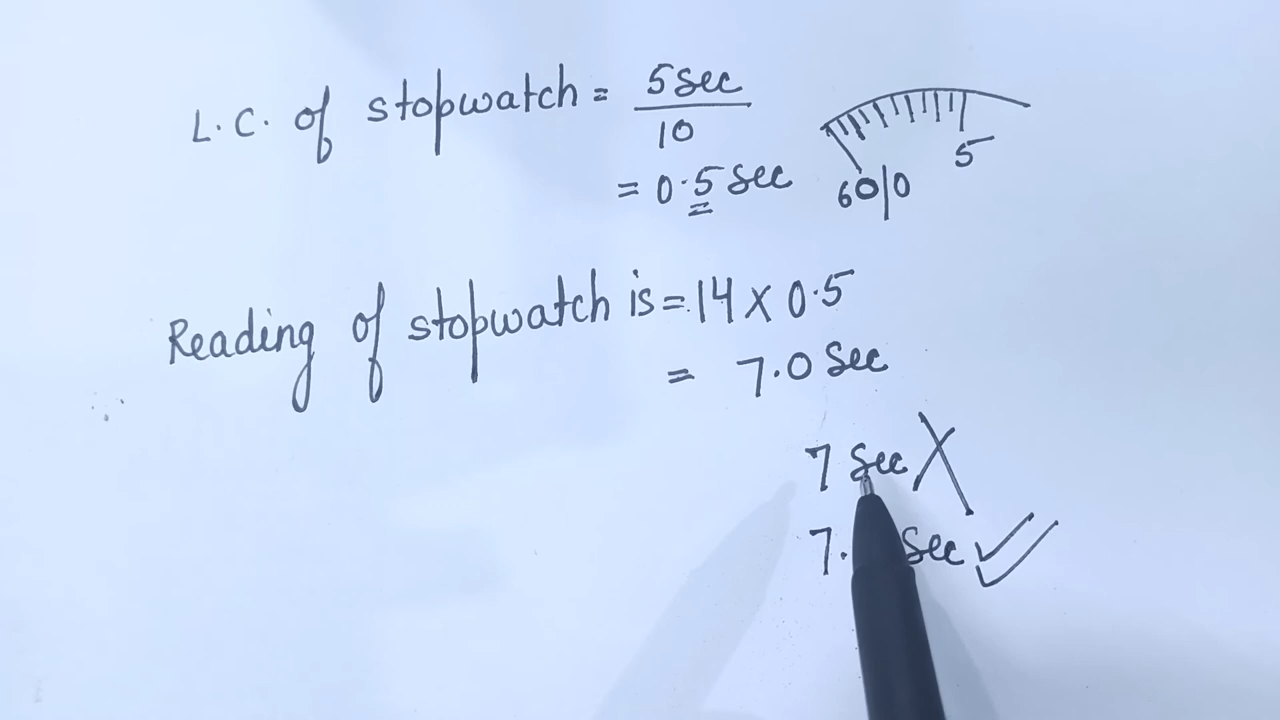 L.C. of stopwatch = 5 sec
10
= 0.5 sec
60|0
5
Reading of stopwatch is = 14 X 0.5
= 7.0 Sec
7 Sec X
7. Sec ✓✓